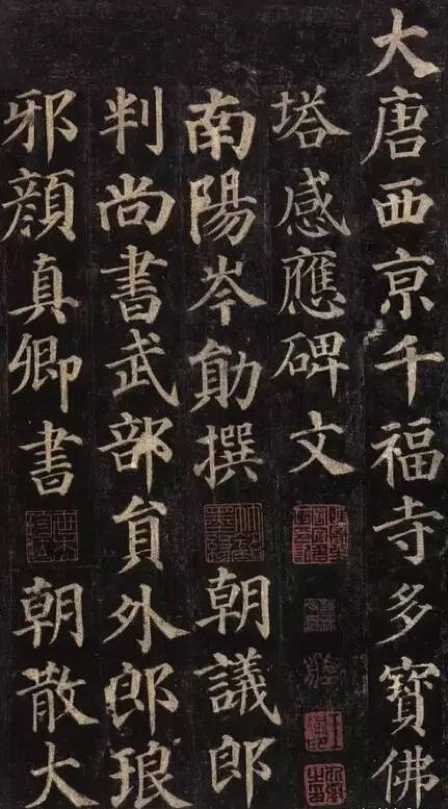 大唐西京千福寺多寶佛
塔感應碑文
南陽岑勛撰 朝議郎
判尚書武部員外郎琅
邪顏真卿書 朝散大